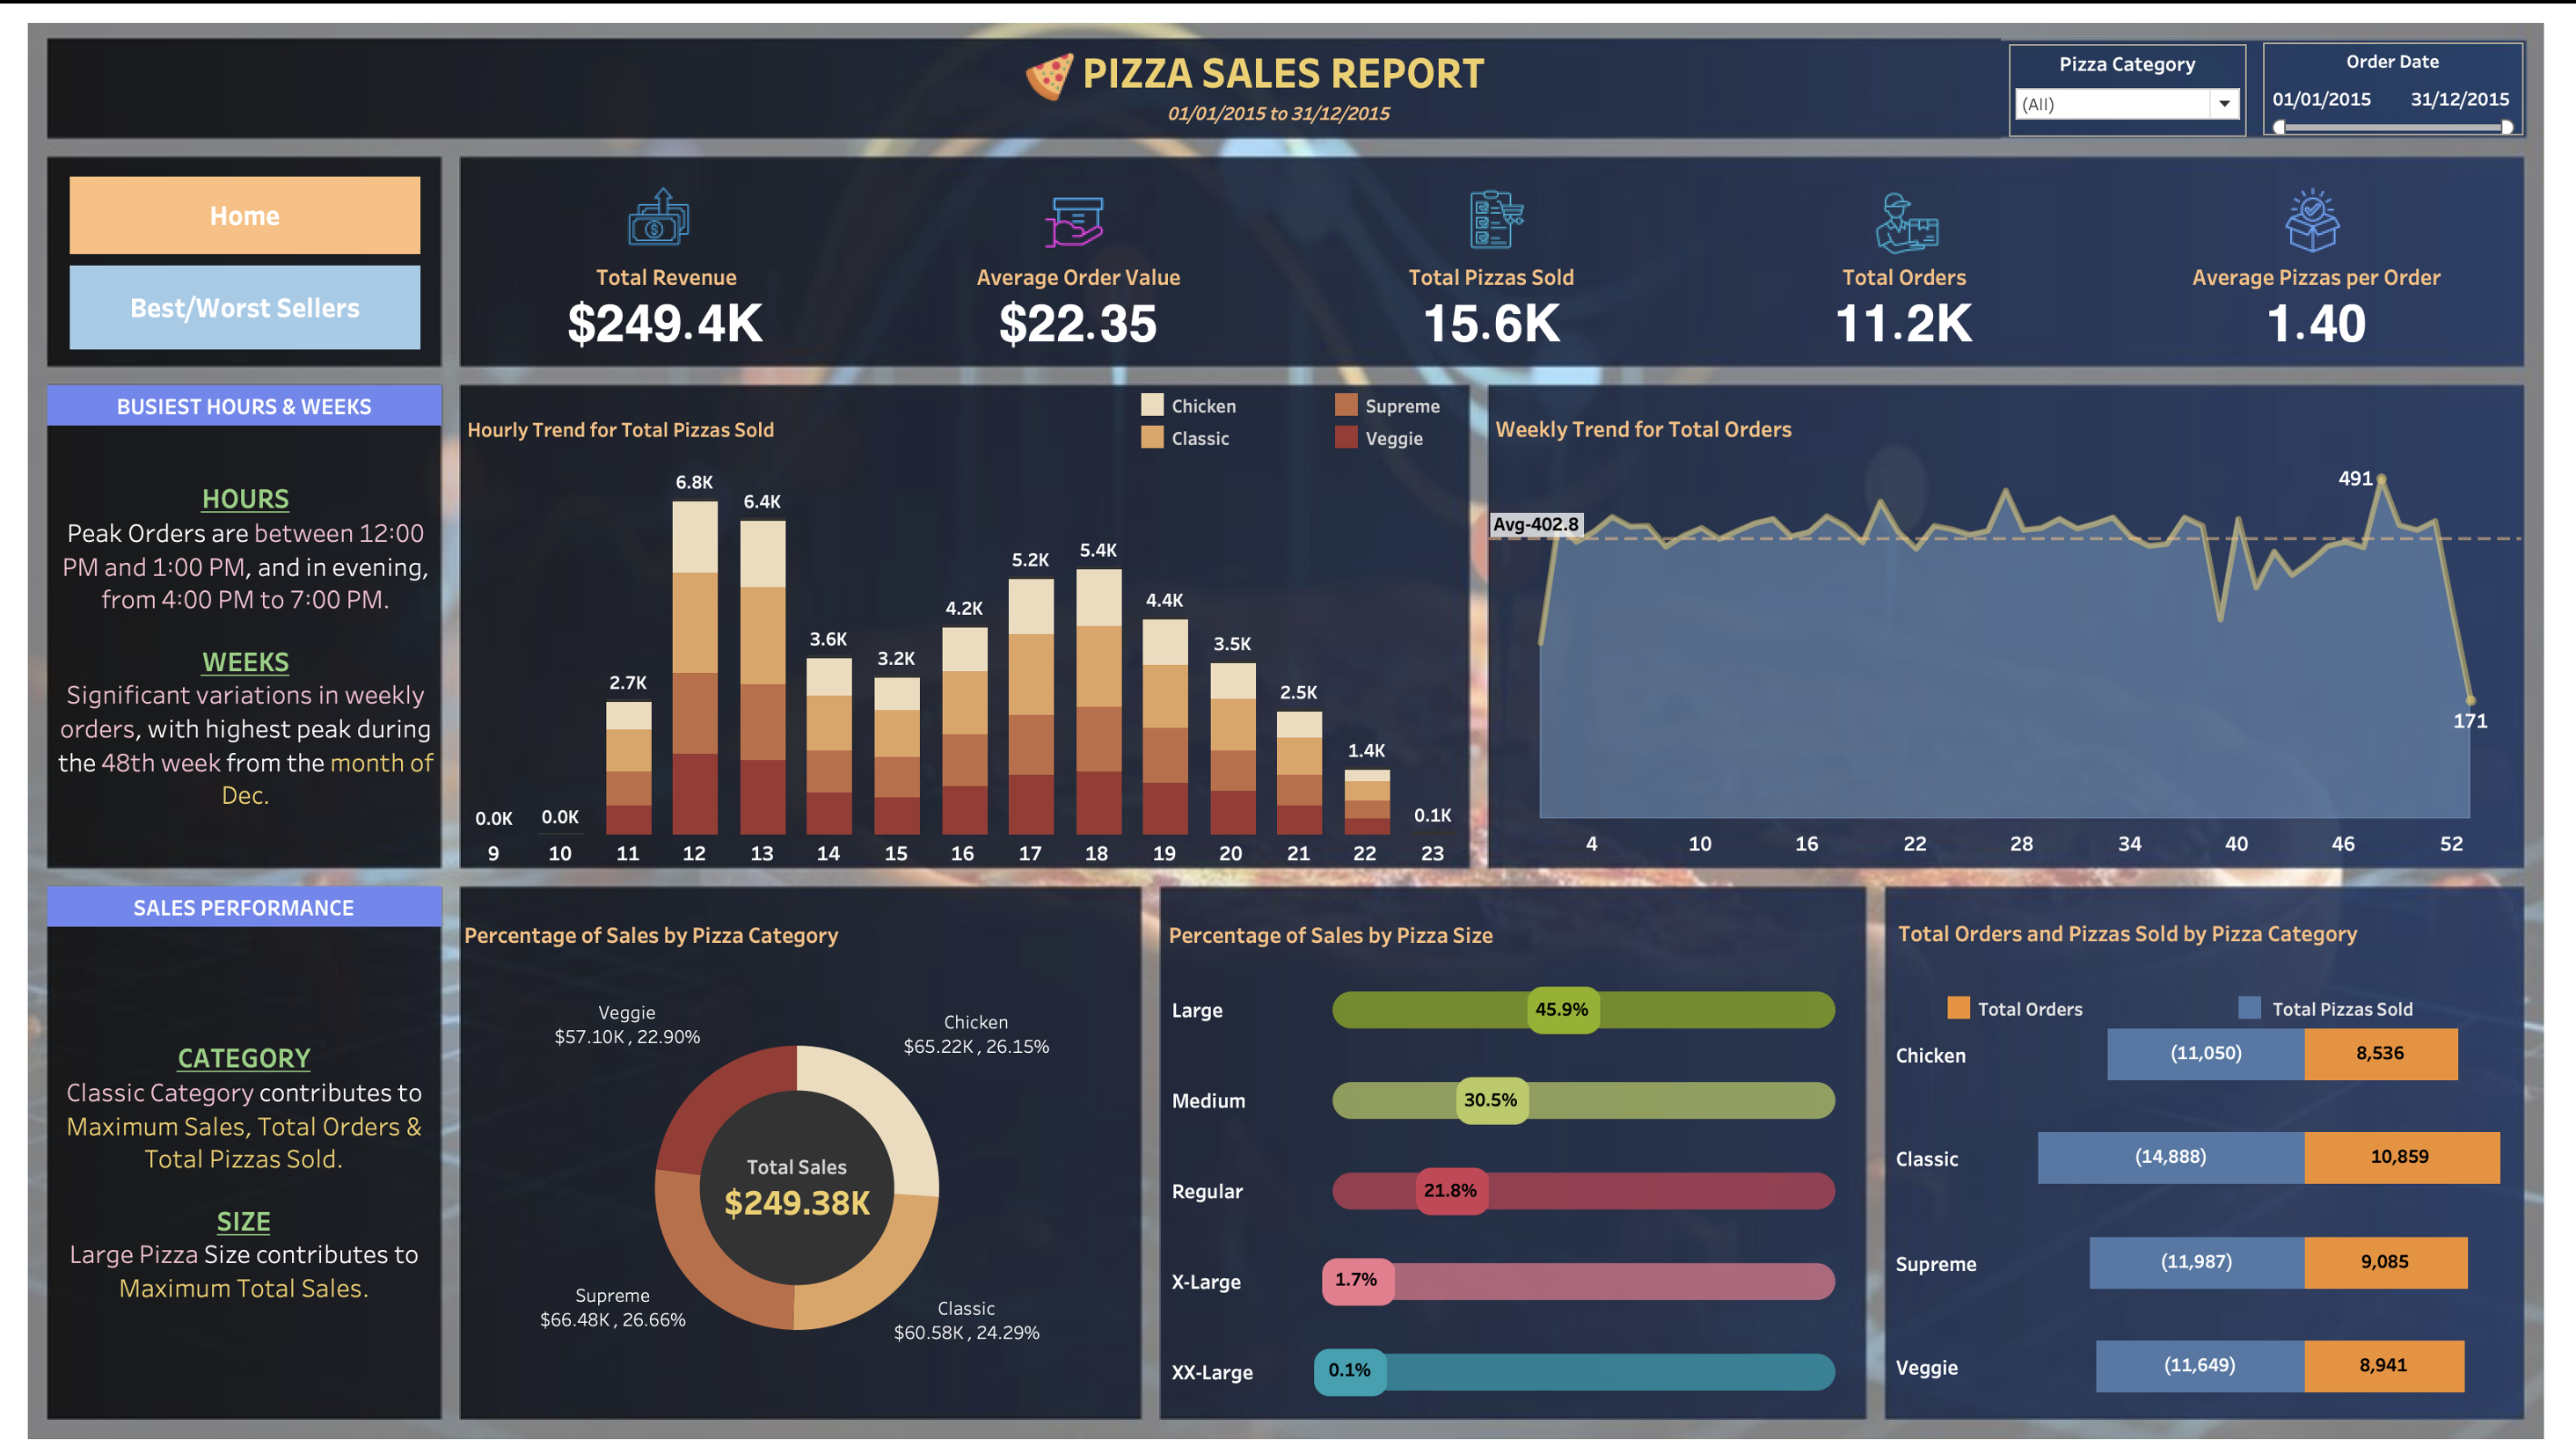 PIZZA SALES REPORT
01/01/2015 to 31/12/2015
Pizza Category
(All)
Order Date
01/01/2015 31/12/2015
Home
Best/Worst Sellers
Total Revenue
$249.4K
Average Order Value
$22.35
Total Pizzas Sold
15.6K
Total Orders
11.2K
Average Pizzas per Order
1.40
BUSIEST HOURS & WEEKS
HOURS
Peak Orders are between 12:00
PM and 1:00 PM, and in evening,
from 4:00 PM to 7:00 PM.
WEEKS
Significant variations in weekly
orders, with highest peak during
the 48th week from the month of
Dec.
Hourly Trend for Total Pizzas Sold
Chicken Supreme
Classic Veggie
0.0K 0.0K 2.7K 6.8K 6.4K 3.6K 3.2K 4.2K 5.2K 5.4K 4.4K 3.5K 2.5K 1.4K 0.1K
9 10 11 12 13 14 15 16 17 18 19 20 21 22 23
Weekly Trend for Total Orders
491
Avg-402.8
171
4 10 16 22 28 34 40 46 52
SALES PERFORMANCE
CATEGORY
Classic Category contributes to
Maximum Sales, Total Orders &
Total Pizzas Sold.
SIZE
Large Pizza Size contributes to
Maximum Total Sales.
Percentage of Sales by Pizza Category
Veggie
$57.10K , 22.90%
Chicken
$65.22K , 26.15%
Total Sales
$249.38K
Supreme
$66.48K , 26.66%
Classic
$60.58K , 24.29%
Percentage of Sales by Pizza Size
Large 45.9%
Medium 30.5%
Regular 21.8%
X-Large 1.7%
XX-Large 0.1%
Total Orders and Pizzas Sold by Pizza Category
Total Orders Total Pizzas Sold
Chicken (11,050) 8,536
Classic (14,888) 10,859
Supreme (11,987) 9,085
Veggie (11,649) 8,941